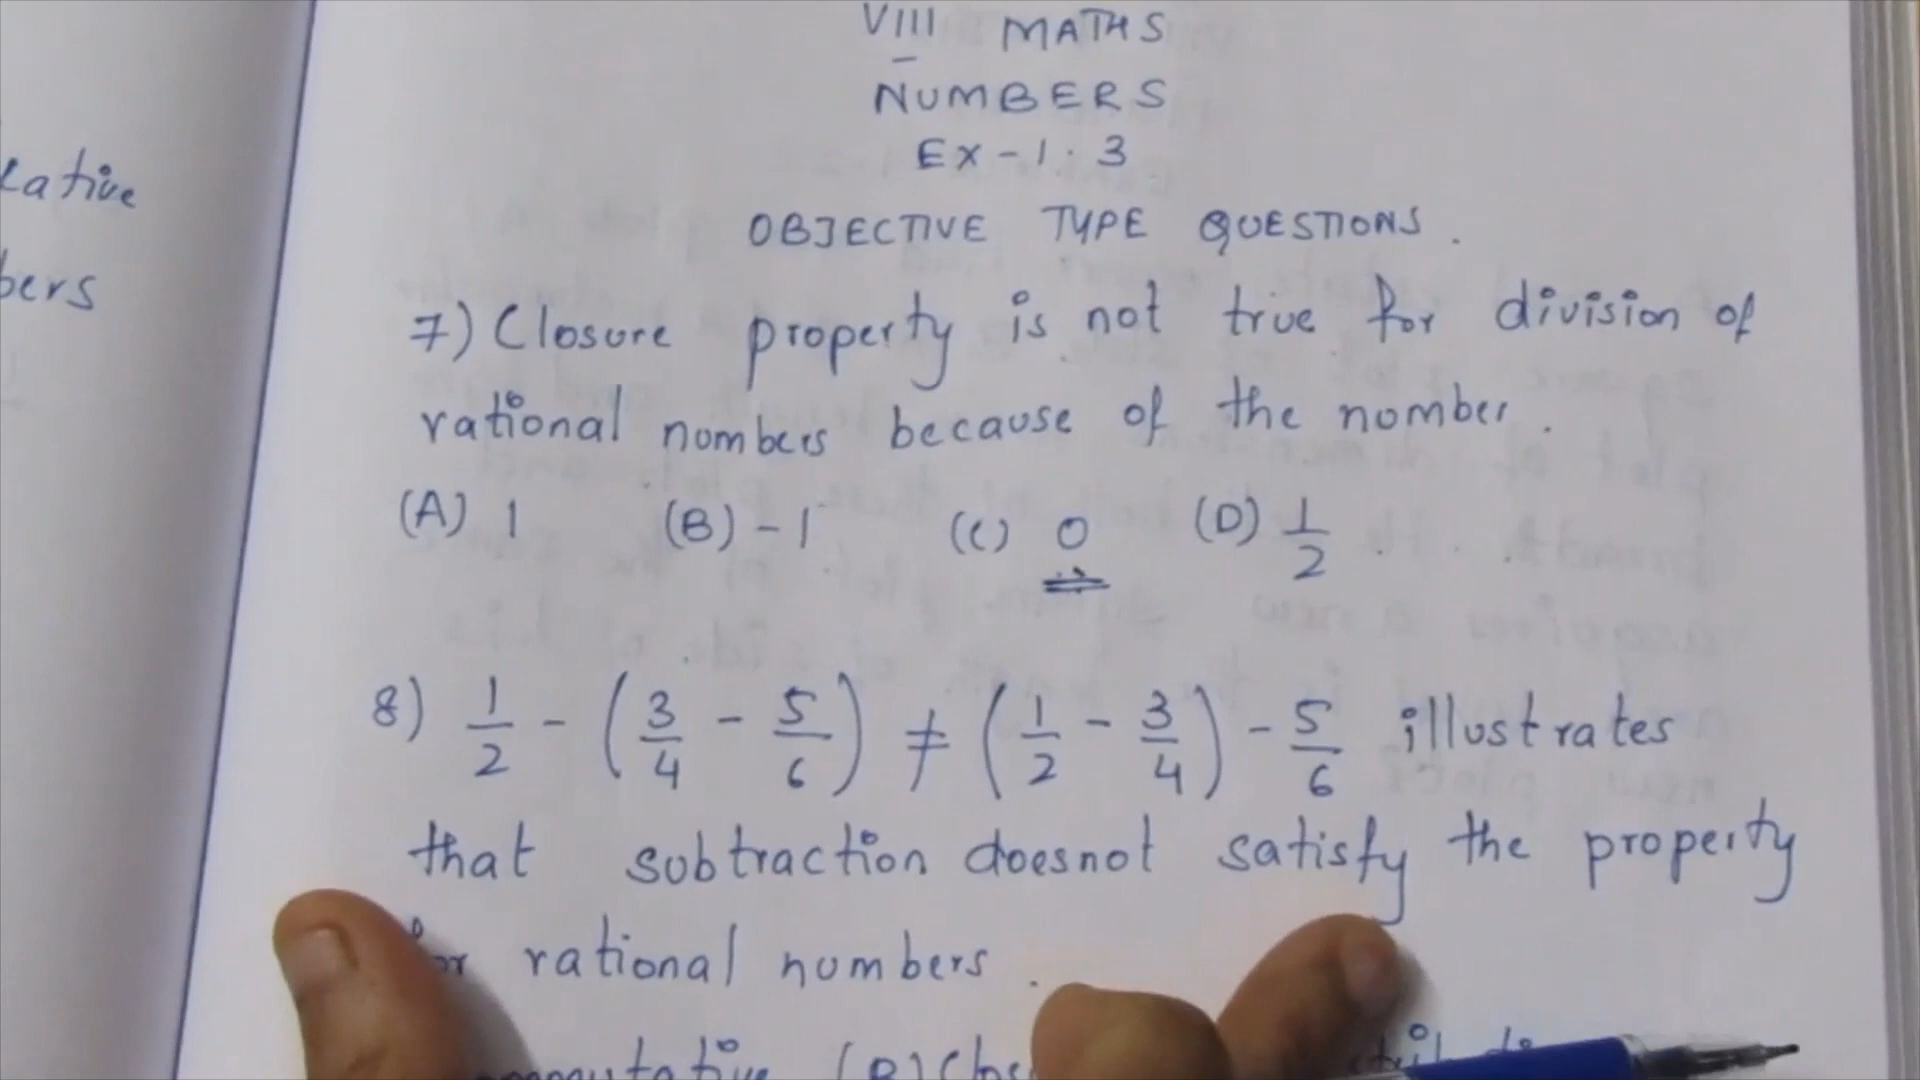 VIII MATHS
NUMBERS
EX-1.3
OBJECTIVE TYPE QUESTIONS.
7) Closure property is not true for division of
rational numbers because of the number.
(A) 1 (B) -1 (C) 0 (D) 1/2.
8) 1/2 - (3/4 - 5/6) ≠ (1/2 - 3/4) - 5/6 illustrates
that subtraction doesnot satisfy the property
rational numbers.
bers